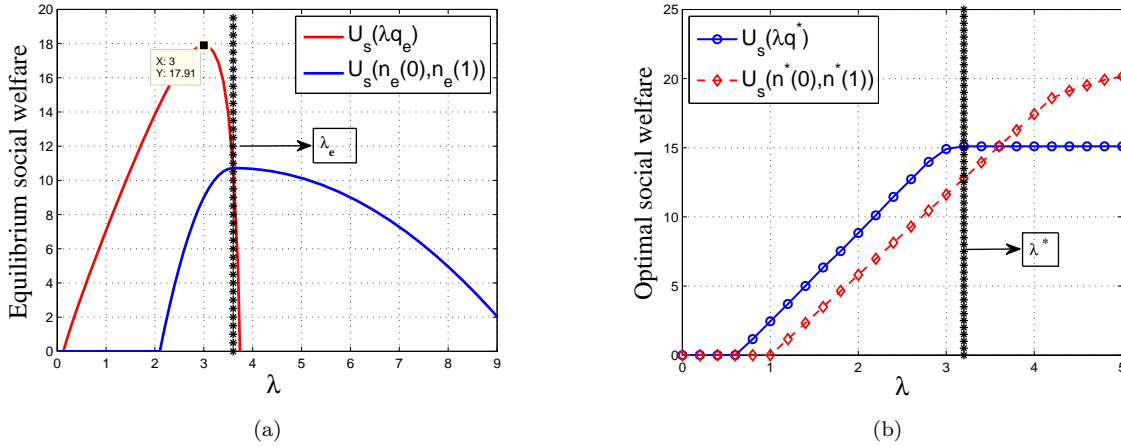 20
18
16
14
12
10
8
6
4
2
0
Equilibrium social welfare
X: 3
Y: 17.91
U_s(λq_e)
U_s(n_e(0),n_e(1))
λ_e
0 1 2 3 4 5 6 7 8 9
λ
(a)
25
20
15
10
5
0
Optimal social welfare
U_s(λq^*)
U_s(n^*(0),n^*(1))
λ^*
0 1 2 3 4 5
λ
(b)